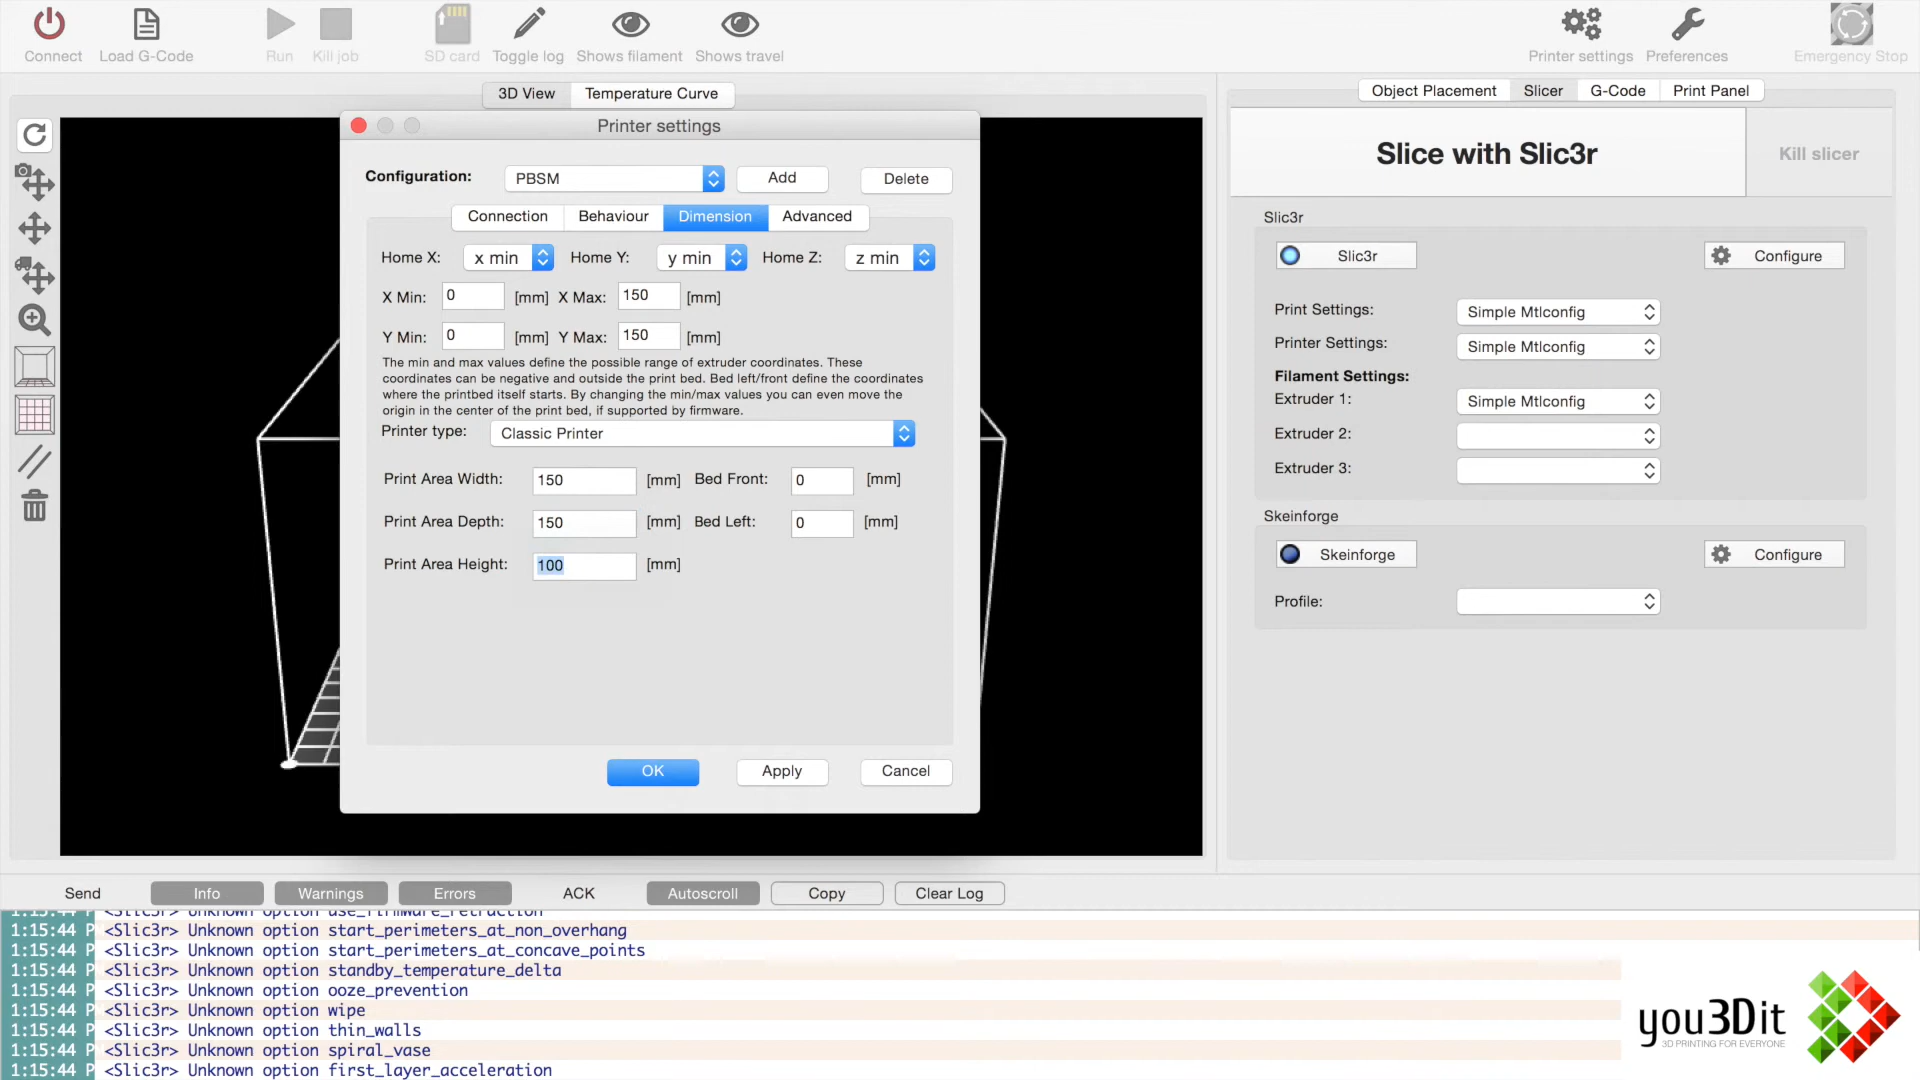 Connect
Load G-Code
Run
Kill job
SD card
Toggle log
Shows filament
Shows travel
Printer settings
Preferences
Emergency Stop
3D View
Temperature Curve
Object Placement
Slicer
G-Code
Print Panel
Printer settings
Configuration:
PBSM
Add
Delete
Connection
Behaviour
Dimension
Advanced
Home X: x min Home Y: y min Home Z: z min
X Min: 0 [mm] X Max: 150 [mm]
Y Min: 0 [mm] Y Max: 150 [mm]
The min and max values define the possible range of extruder coordinates. These
coordinates can be negative and outside the print bed. Bed left/front define the coordinates
where the printbed itself starts. By changing the min/max values you can even move the
origin in the center of the print bed, if supported by firmware.
Printer type: Classic Printer
Print Area Width: 150 [mm] Bed Front: 0 [mm]
Print Area Depth: 150 [mm] Bed Left: 0 [mm]
Print Area Height: 100 [mm]
OK
Apply
Cancel
Slice with Slic3r
Kill slicer
Slic3r
Slic3r
Configure
Print Settings: Simple Mtlconfig
Printer Settings: Simple Mtlconfig
Filament Settings:
Extruder 1: Simple Mtlconfig
Extruder 2:
Extruder 3:
Skeinforge
Skeinforge
Configure
Profile:
Send
Info
Warnings
Errors
ACK
Autoscroll
Copy
Clear Log
1:15:44 P <Slic3r> Unknown option use_firmware_retraction
1:15:44 P <Slic3r> Unknown option start_perimeters_at_non_overhang
1:15:44 P <Slic3r> Unknown option start_perimeters_at_concave_points
1:15:44 P <Slic3r> Unknown option standby_temperature_delta
1:15:44 P <Slic3r> Unknown option ooze_prevention
1:15:44 P <Slic3r> Unknown option wipe
1:15:44 P <Slic3r> Unknown option thin_walls
1:15:44 P <Slic3r> Unknown option spiral_vase
1:15:44 P <Slic3r> Unknown option first_layer_acceleration
you3Dit
3D PRINTING FOR EVERYONE